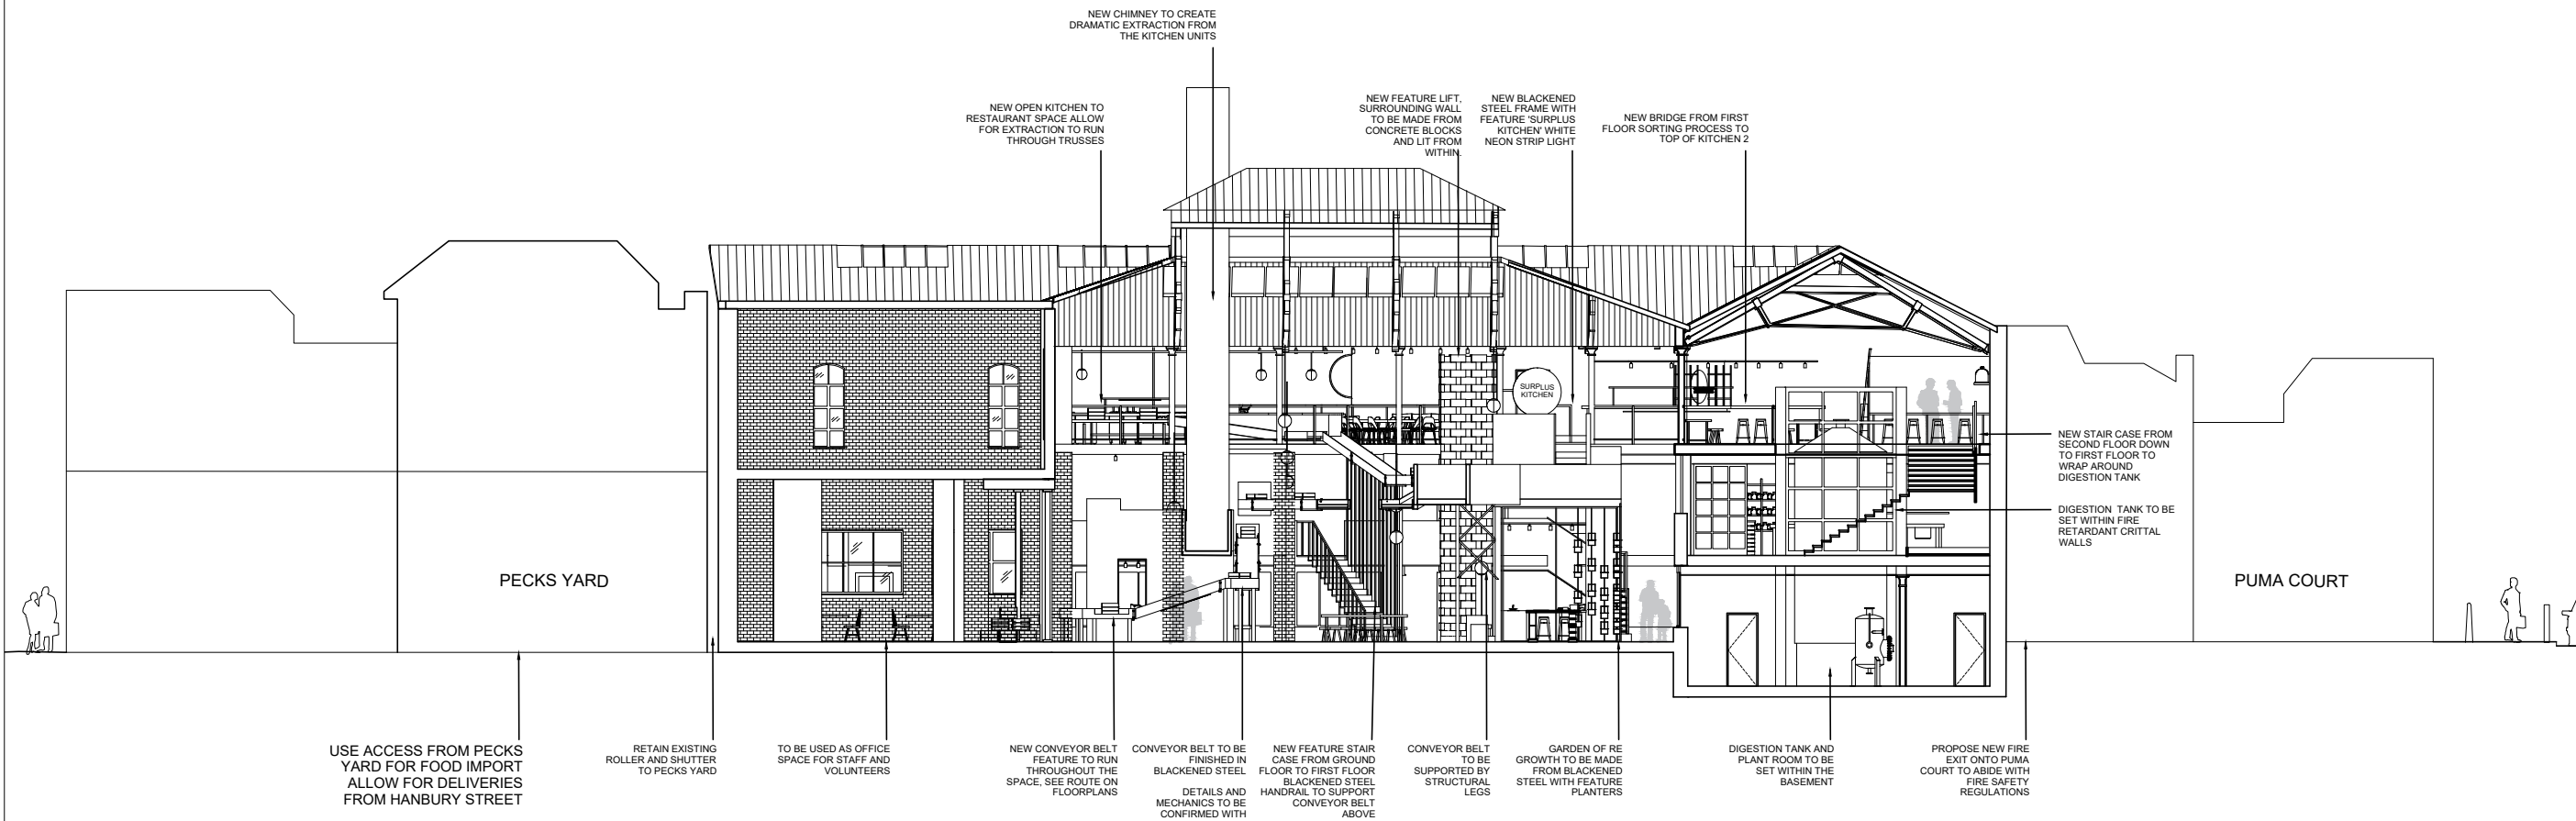 NEW CHIMNEY TO CREATE
DRAMATIC EXTRACTION FROM
THE KITCHEN UNITS
NEW OPEN KITCHEN TO
RESTAURANT SPACE ALLOW
FOR EXTRACTION TO RUN
THROUGH TRUSSES
NEW FEATURE LIFT,
SURROUNDING WALL
TO BE MADE FROM
CONCRETE BLOCKS
AND LIT FROM
WITHIN.
NEW BLACKENED
STEEL FRAME WITH
FEATURE 'SURPLUS
KITCHEN' WHITE
NEON STRIP LIGHT
NEW BRIDGE FROM FIRST
FLOOR SORTING PROCESS TO
TOP OF KITCHEN 2
SURPLUS
KITCHEN
NEW STAIR CASE FROM
SECOND FLOOR DOWN
TO FIRST FLOOR TO
WRAP AROUND
DIGESTION TANK
DIGESTION TANK TO BE
SET WITHIN FIRE
RETARDANT CRITTAL
WALLS
PECKS YARD
PUMA COURT
USE ACCESS FROM PECKS
YARD FOR FOOD IMPORT
ALLOW FOR DELIVERIES
FROM HANBURY STREET
RETAIN EXISTING
ROLLER AND SHUTTER
TO PECKS YARD
TO BE USED AS OFFICE
SPACE FOR STAFF AND
VOLUNTEERS
NEW CONVEYOR BELT
FEATURE TO RUN
THROUGHOUT THE
SPACE, SEE ROUTE ON
FLOORPLANS
CONVEYOR BELT TO BE
FINISHED IN
BLACKENED STEEL
DETAILS AND
MECHANICS TO BE
CONFIRMED WITH
NEW FEATURE STAIR
CASE FROM GROUND
FLOOR TO FIRST FLOOR
BLACKENED STEEL
HANDRAIL TO SUPPORT
CONVEYOR BELT
ABOVE
CONVEYOR BELT
TO BE
SUPPORTED BY
STRUCTURAL
LEGS
GARDEN OF RE
GROWTH TO BE MADE
FROM BLACKENED
STEEL WITH FEATURE
PLANTERS
DIGESTION TANK AND
PLANT ROOM TO BE
SET WITHIN THE
BASEMENT
PROPOSE NEW FIRE
EXIT ONTO PUMA
COURT TO ABIDE WITH
FIRE SAFETY
REGULATIONS